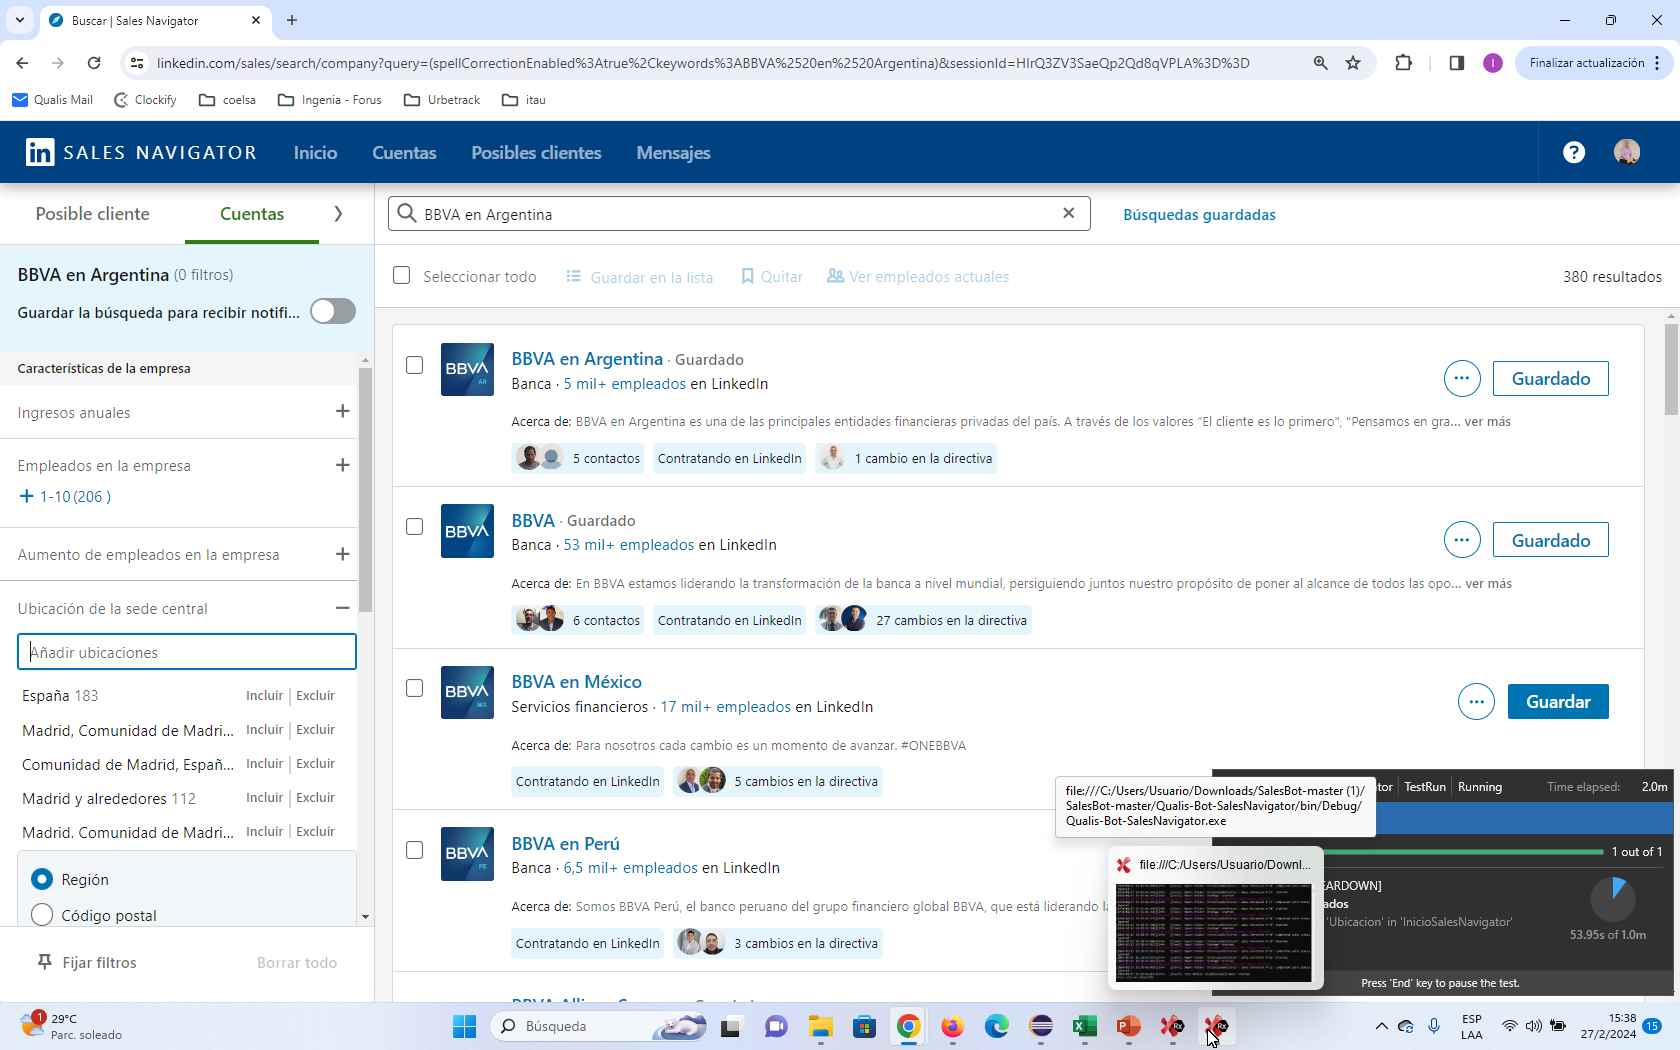 Buscar | Sales Navigator
linkedin.com/sales/search/company?query=(spellCorrectionEnabled%3Atrue%2Ckeywords%3ABBVA%2520en%2520Argentina)&sessionId=HIrQ3ZV3SaeQp2Qd8qVPLA%3D%3D
I
Finalizar actualización
Qualis Mail
Clockify
coelsa
Ingenia - Forus
Urbetrack
itau
in SALES NAVIGATOR
Inicio
Cuentas
Posibles clientes
Mensajes
?
Posible cliente
Cuentas
BBVA en Argentina
Búsquedas guardadas
BBVA en Argentina (0 filtros)
Guardar la búsqueda para recibir notifi...
Seleccionar todo
Guardar en la lista
Quitar
Ver empleados actuales
380 resultados
Características de la empresa
Ingresos anuales
Empleados en la empresa
+ 1-10 (206 )
Aumento de empleados en la empresa
Ubicación de la sede central
Añadir ubicaciones
España 183 Incluir Excluir
Madrid, Comunidad de Madri... Incluir Excluir
Comunidad de Madrid, Españ... Incluir Excluir
Madrid y alrededores 112 Incluir Excluir
Madrid. Comunidad de Madri... Incluir Excluir
Región
Código postal
Fijar filtros
Borrar todo
BBVA AR
BBVA en Argentina · Guardado
Banca · 5 mil+ empleados en LinkedIn
Acerca de: BBVA en Argentina es una de las principales entidades financieras privadas del país. A través de los valores "El cliente es lo primero", "Pensamos en gra... ver más
5 contactos
Contratando en LinkedIn
1 cambio en la directiva
Guardado
BBVA
BBVA · Guardado
Banca · 53 mil+ empleados en LinkedIn
Acerca de: En BBVA estamos liderando la transformación de la banca a nivel mundial, persiguiendo juntos nuestro propósito de poner al alcance de todos las opo... ver más
6 contactos
Contratando en LinkedIn
27 cambios en la directiva
Guardado
BBVA
BBVA en México
Servicios financieros · 17 mil+ empleados en LinkedIn
Acerca de: Para nosotros cada cambio es un momento de avanzar. #ONEBBVA
Contratando en LinkedIn
5 cambios en la directiva
Guardar
BBVA PE
BBVA en Perú
Banca · 6,5 mil+ empleados en LinkedIn
Acerca de: Somos BBVA Perú, el banco peruano del grupo financiero global BBVA, que está liderando
Contratando en LinkedIn
3 cambios en la directiva
file:///C:/Users/Usuario/Downloads/SalesBot-master (1)/
SalesBot-master/Qualis-Bot-SalesNavigator/bin/Debug/
Qualis-Bot-SalesNavigator.exe
tor TestRun Running Time elapsed: 2.0m
1 out of 1
EARDOWN]
ados
'Ubicacion' in 'InicioSalesNavigator'
53.95s of 1.0m
Press 'End' key to pause the test.
file:///C:/Users/Usuario/Downl...
1
29°C
Parc. soleado
Búsqueda
Rx
Rx
ESP
LAA
15:38
27/2/2024
15